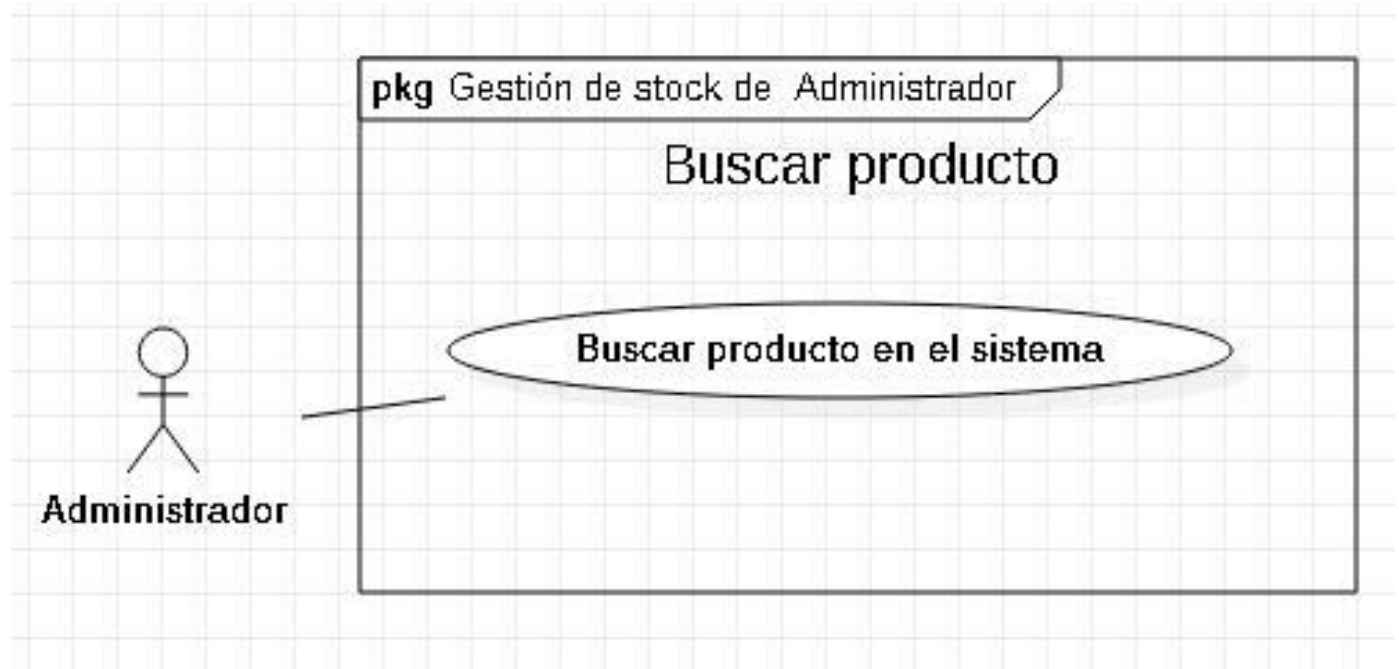 pkg Gestión de stock de Administrador
Buscar producto
Buscar producto en el sistema
Administrador